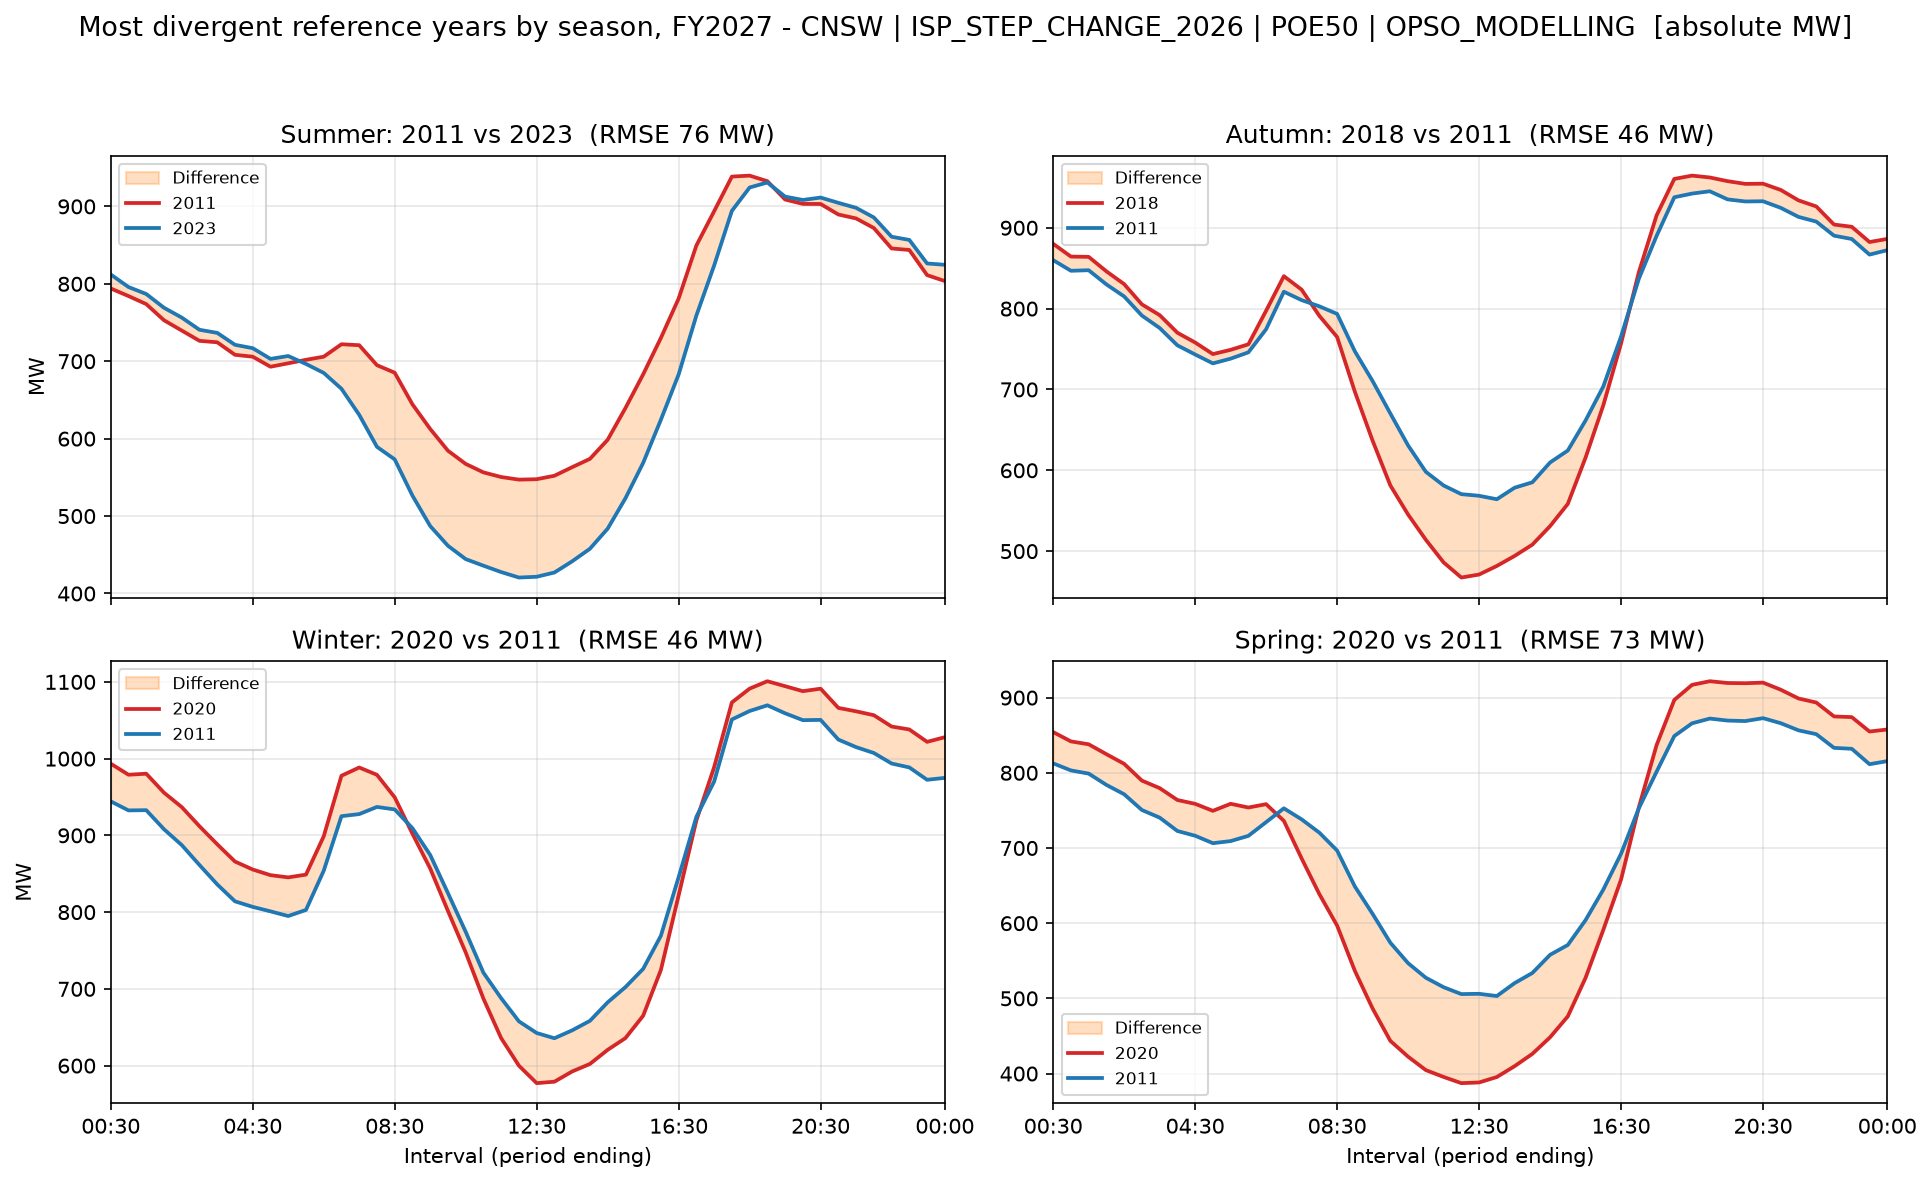 Most divergent reference years by season, FY2027 - CNSW | ISP_STEP_CHANGE_2026 | POE50 | OPSO_MODELLING  [absolute MW]
Summer: 2011 vs 2023  (RMSE 76 MW)
Difference
2011
2023
900
800
700
600
500
400
MW
Autumn: 2018 vs 2011  (RMSE 46 MW)
Difference
2018
2011
900
800
700
600
500
Winter: 2020 vs 2011  (RMSE 46 MW)
Difference
2020
2011
1100
1000
900
800
700
600
MW
00:30 04:30 08:30 12:30 16:30 20:30 00:00
Interval (period ending)
Spring: 2020 vs 2011  (RMSE 73 MW)
900
800
700
600
500
400
Difference
2020
2011
00:30 04:30 08:30 12:30 16:30 20:30 00:00
Interval (period ending)